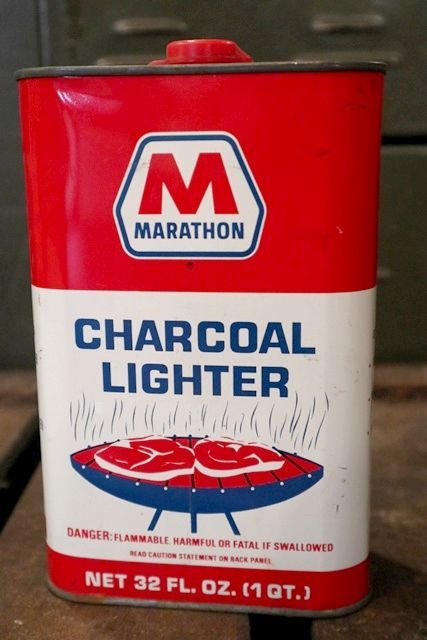 M
MARATHON
CHARCOAL
LIGHTER
DANGER: FLAMMABLE. HARMFUL OR FATAL IF SWALLOWED
READ CAUTION STATEMENT ON BACK PANEL
NET 32 FL. OZ. (1 QT.)